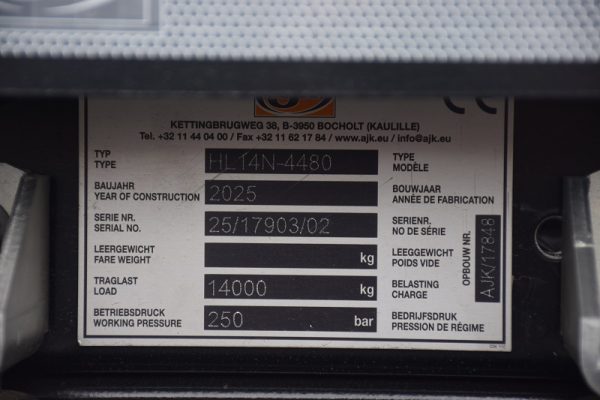 KETTINGBRUGWEG 38, B-3950 BOCHOLT (KAULILLE)
Tel. +32 11 44 04 00 / Fax +32 11 62 17 84 / www.ajk.eu / info@ajk.eu
TYP HL14N-4480 TYPE
TYPE MODÈLE
BAUJAHR 2025 BOUWJAAR
YEAR OF CONSTRUCTION ANNÉE DE FABRICATION
SERIE NR. 25/17903/02 SERIENR.
SERIAL NO. NO DE SÉRIE
LEERGEWICHT kg LEEGGEWICHT
FARE WEIGHT POIDS VIDE
TRAGLAST 14000 kg BELASTING
LOAD CHARGE
BETRIEBSDRUCK 250 bar BEDRIJFSDRUK
WORKING PRESSURE PRESSION DE RÉGIME
OPBOUW NR. AJK/17848